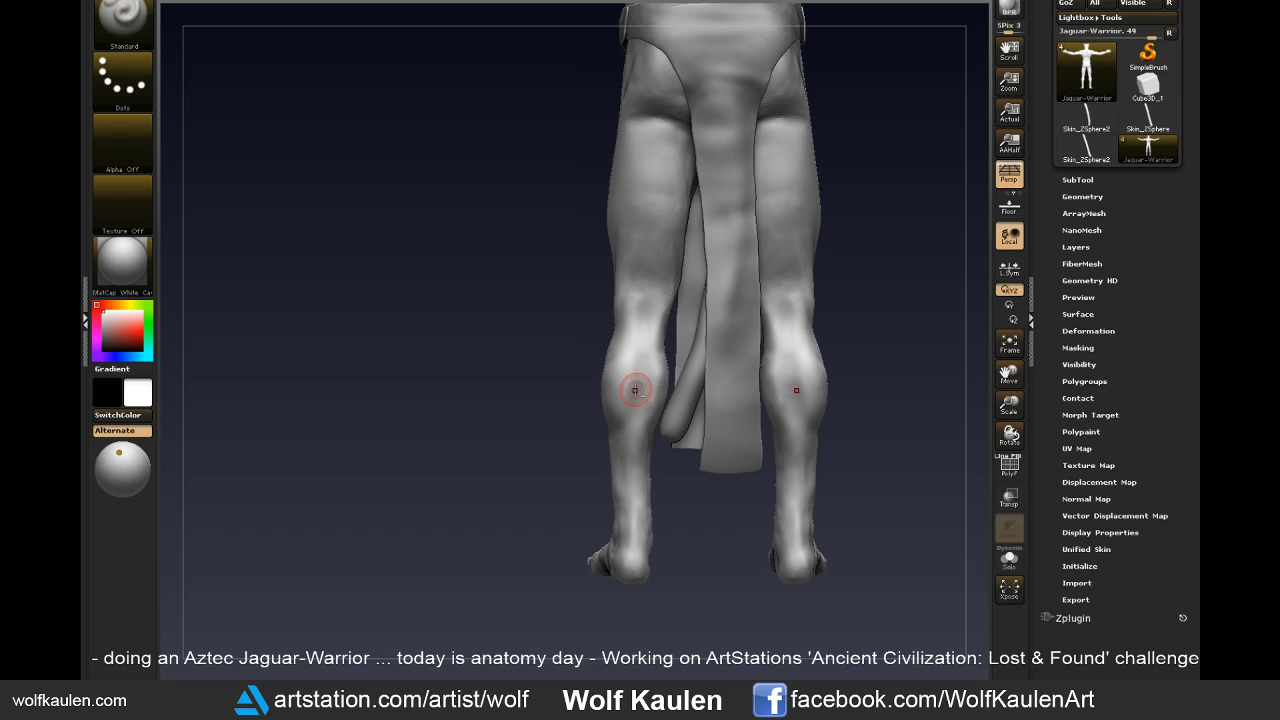 Standard
Dots
Alpha Off
Texture Off
MatCap White Ca
Gradient
SwitchColor
Alternate
BPR
SPix 3
Scroll
Zoom
Actual
AAHalf
Persp
Floor
Local
L.Sym
XYZ
Frame
Move
Scale
Rotate
Line Fill
PolyF
Transp
Dynamic
Solo
Xpose
GoZ All Visible R
Lightbox▸Tools
Jaguar-Warrior. 49 R
4
Jaguar-Warrior
SimpleBrush
Cube3D_1
Skin_ZSphere2
Skin_ZSphere
Skin_ZSphere2
4
Jaguar-Warrior
SubTool
Geometry
ArrayMesh
NanoMesh
Layers
FiberMesh
Geometry HD
Preview
Surface
Deformation
Masking
Visibility
Polygroups
Contact
Morph Target
Polypaint
UV Map
Texture Map
Displacement Map
Normal Map
Vector Displacement Map
Display Properties
Unified Skin
Initialize
Import
Export
Zplugin
- doing an Aztec Jaguar-Warrior ... today is anatomy day - Working on ArtStations 'Ancient Civilization: Lost & Found' challenge
wolfkaulen.com
artstation.com/artist/wolf
Wolf Kaulen
facebook.com/WolfKaulenArt